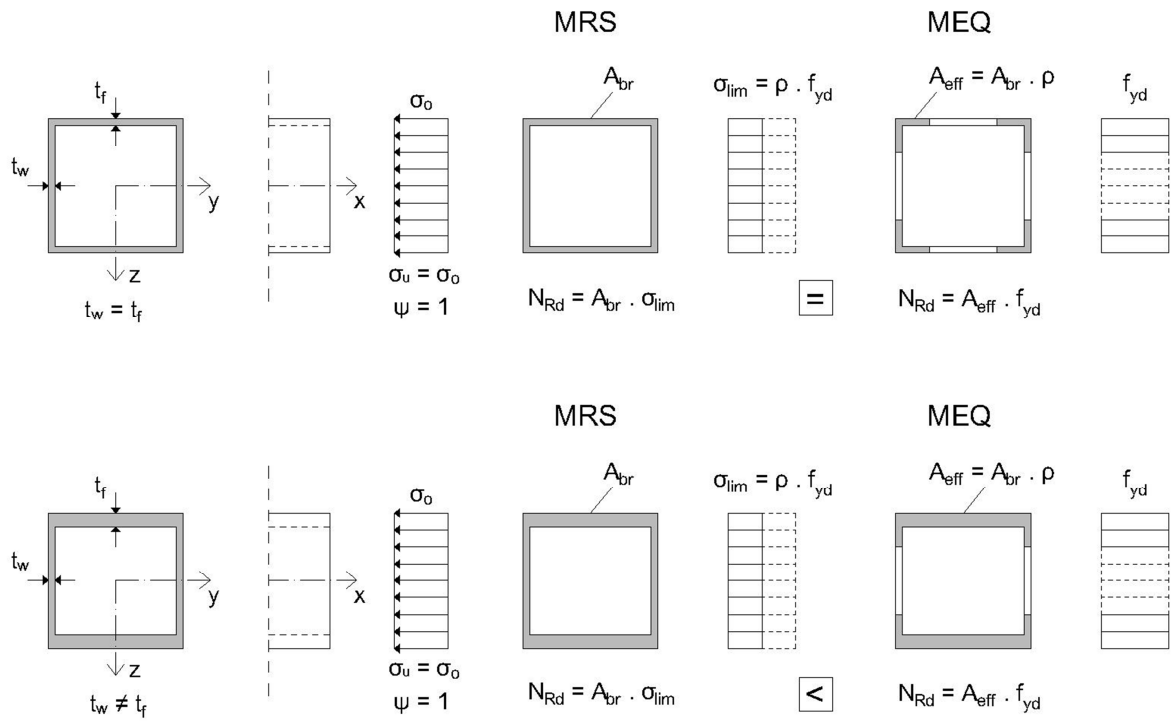 MRS MEQ
t_f σ_o A_br σ_lim = ρ . f_yd A_eff = A_br . ρ f_yd
t_w y x
z σ_u = σ_o
t_w = t_f ψ = 1 N_Rd = A_br . σ_lim = N_Rd = A_eff . f_yd
MRS MEQ
t_f σ_o A_br σ_lim = ρ . f_yd A_eff = A_br . ρ f_yd
t_w y x
z σ_u = σ_o
t_w ≠ t_f ψ = 1 N_Rd = A_br . σ_lim < N_Rd = A_eff . f_yd